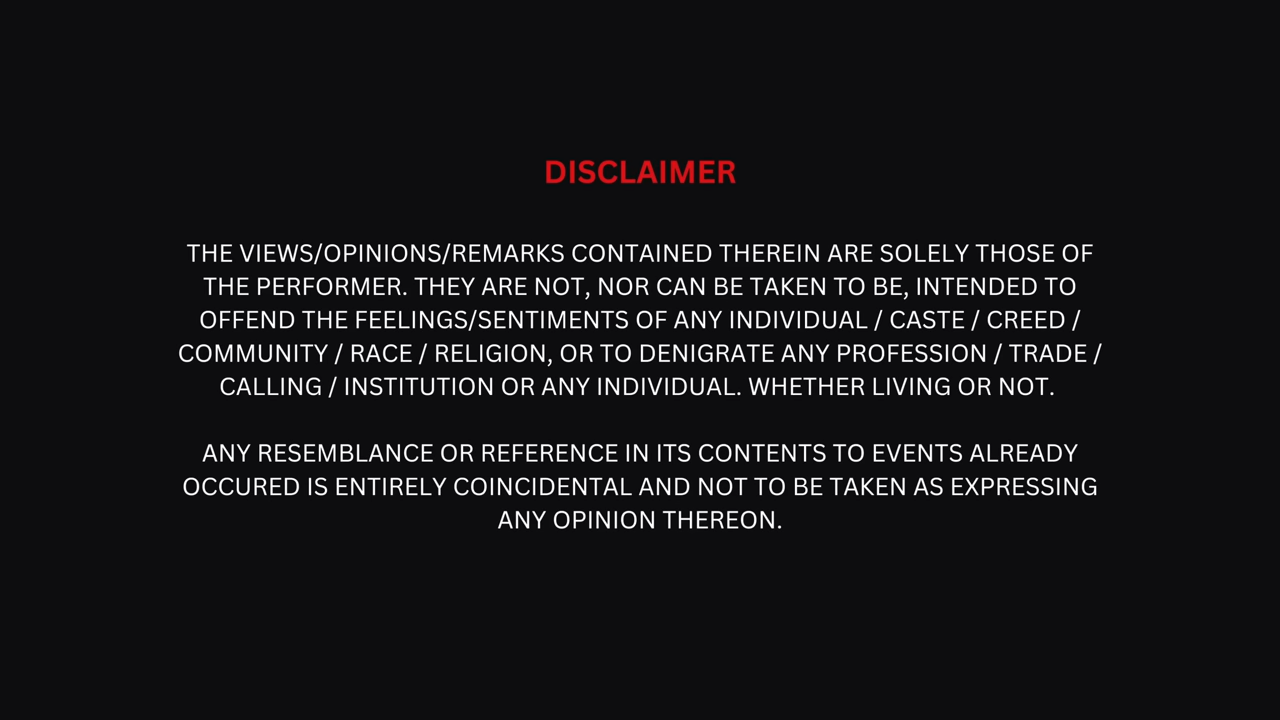 DISCLAIMER
THE VIEWS/OPINIONS/REMARKS CONTAINED THEREIN ARE SOLELY THOSE OF
THE PERFORMER. THEY ARE NOT, NOR CAN BE TAKEN TO BE, INTENDED TO
OFFEND THE FEELINGS/SENTIMENTS OF ANY INDIVIDUAL / CASTE / CREED /
COMMUNITY / RACE / RELIGION, OR TO DENIGRATE ANY PROFESSION / TRADE /
CALLING / INSTITUTION OR ANY INDIVIDUAL. WHETHER LIVING OR NOT.
ANY RESEMBLANCE OR REFERENCE IN ITS CONTENTS TO EVENTS ALREADY
OCCURED IS ENTIRELY COINCIDENTAL AND NOT TO BE TAKEN AS EXPRESSING
ANY OPINION THEREON.